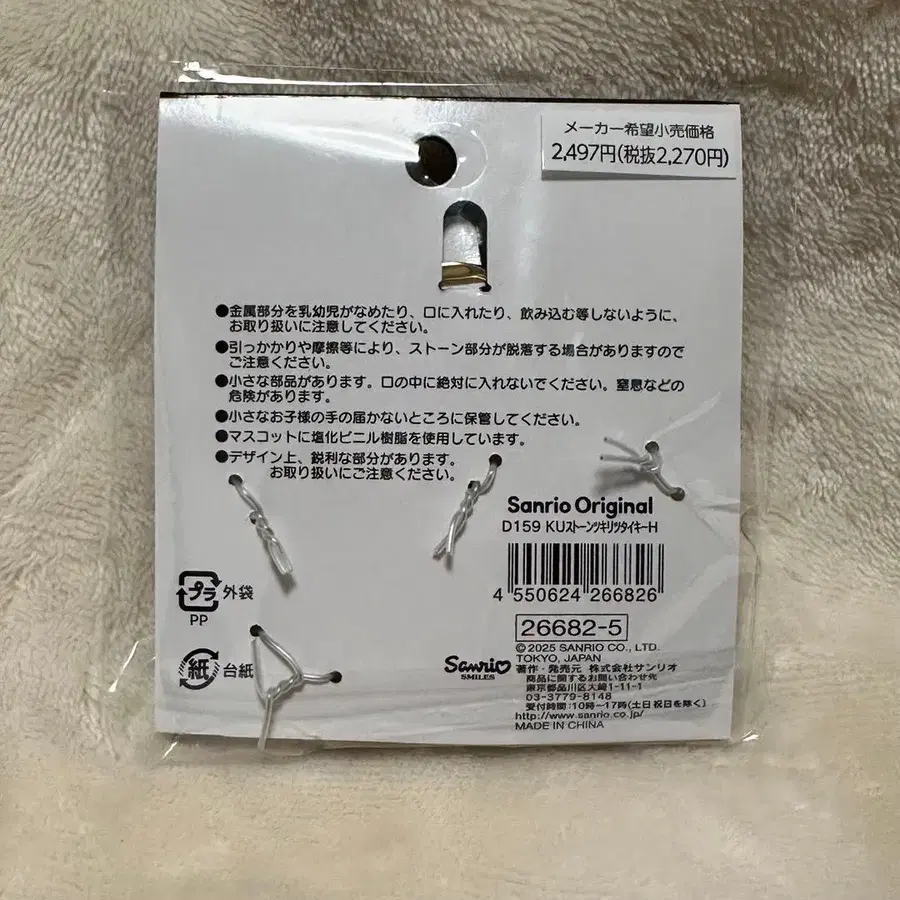 メーカー希望小売価格
2,497円(税抜2,270円)
●金属部分を乳幼児がなめたり、口に入れたり、飲み込む等しないように、
お取り扱いに注意してください。
●引っかかりや摩擦等により、ストーン部分が脱落する場合がありますので
ご注意ください。
●小さな部品があります。口の中に絶対に入れないでください。窒息などの
危険があります。
●小さなお子様の手の届かないところに保管してください。
●マスコットに塩化ビニル樹脂を使用しています。
●デザイン上、鋭利な部分があります。
お取り扱いにご注意ください。
Sanrio Original
D159 KUストーンツキリツタイキーH
4 550624 266826
26682-5
プラ 外袋
PP
紙 台紙
Sanrio
SMILES
©2025 SANRIO CO., LTD.
TOKYO, JAPAN
著作・発売元 株式会社サンリオ
商品に関するお問い合わせ先
東京都品川区大崎1-11-1
03-3779-8148
受付時間:10時〜17時(土日祝日を除く)
http://www.sanrio.co.jp/
MADE IN CHINA